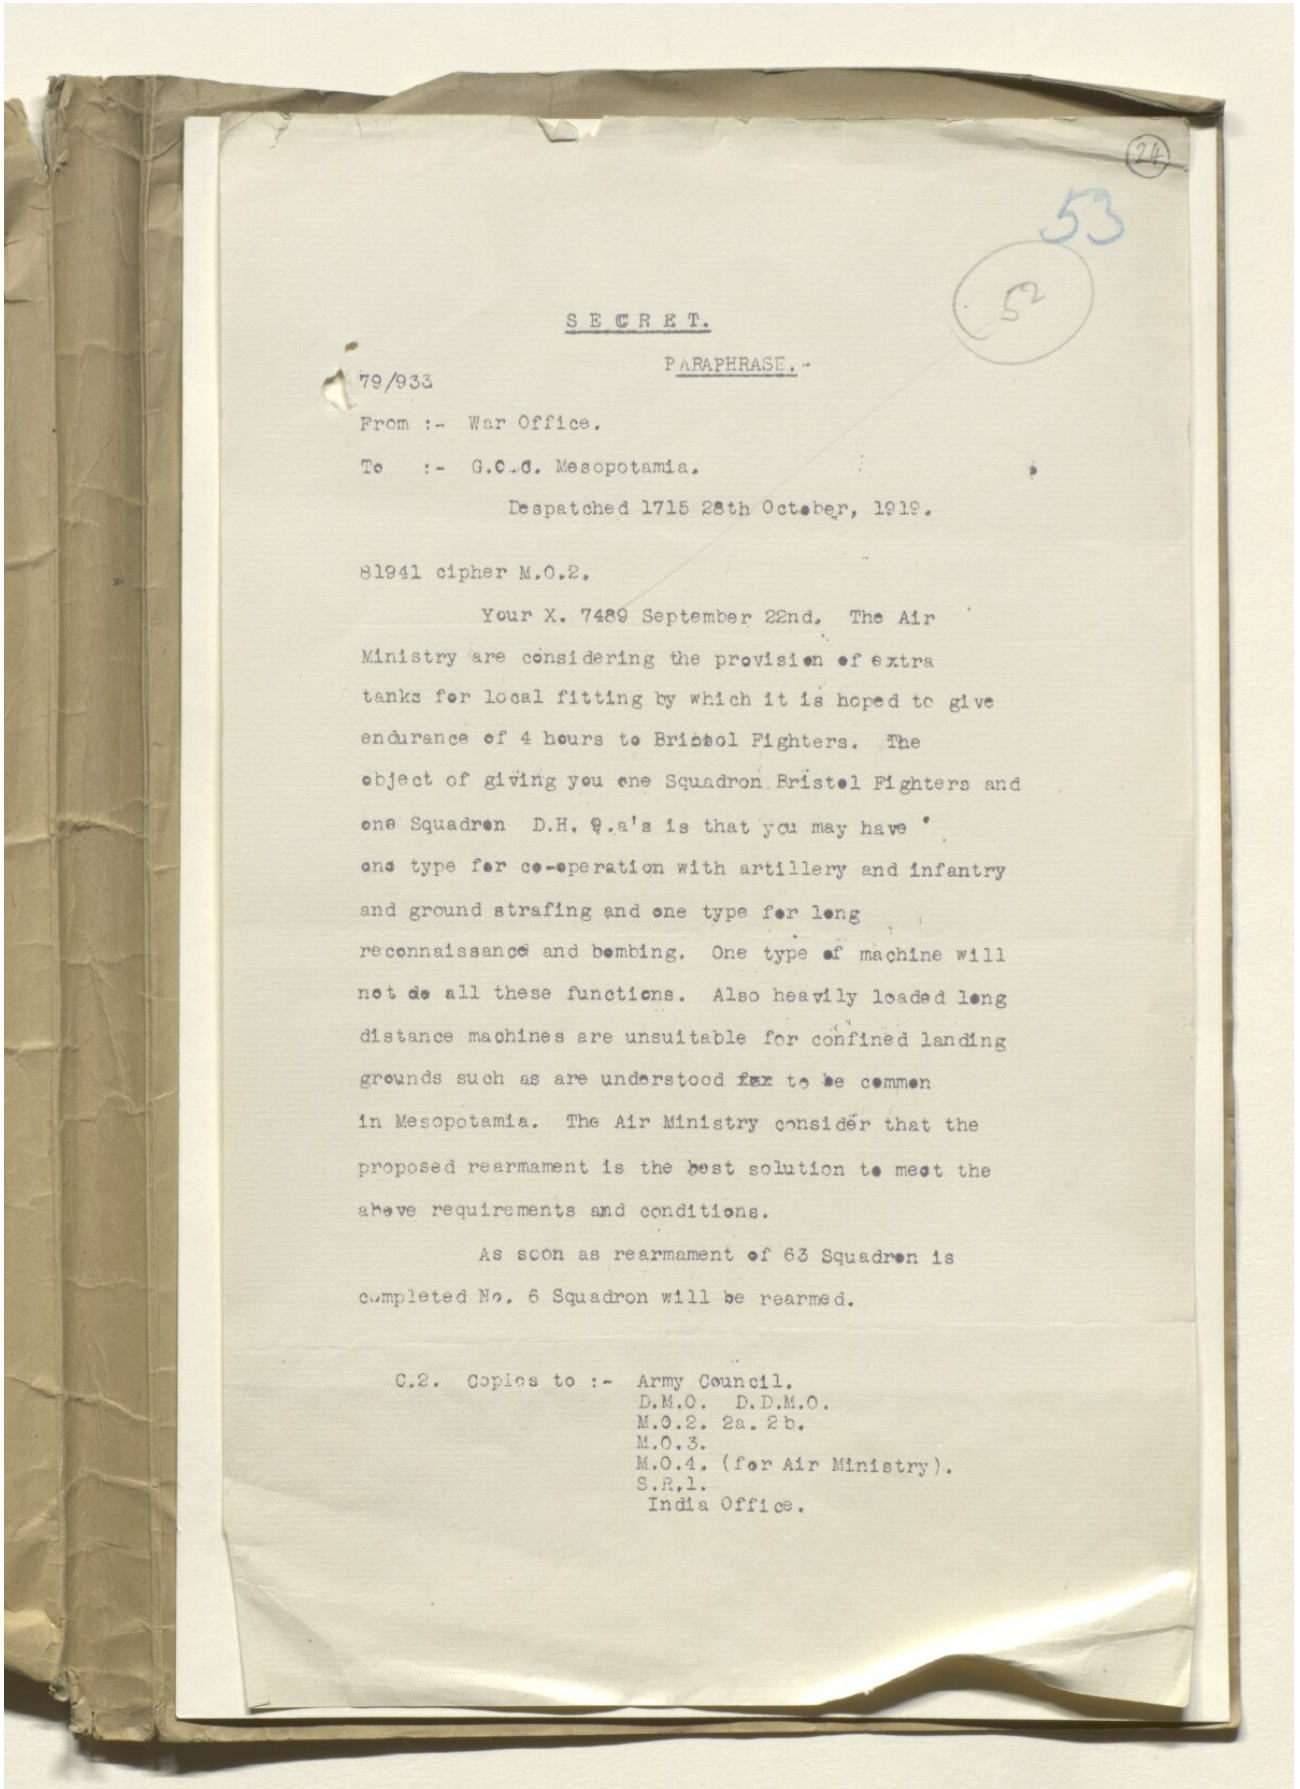 24
53
52
SECRET.
PARAPHRASE.-
79/933
From :- War Office.
To :- G.O.C. Mesopotamia.
Despatched 1715 28th October, 1919.
81941 cipher M.O.2.
Your X. 7489 September 22nd. The Air
Ministry are considering the provision of extra
tanks for local fitting by which it is hoped to give
endurance of 4 hours to Bristol Fighters. The
object of giving you one Squadron Bristol Fighters and
one Squadron D.H. 9.a's is that you may have
one type for co-operation with artillery and infantry
and ground strafing and one type for long
reconnaissance and bombing. One type of machine will
not do all these functions. Also heavily loaded long
distance machines are unsuitable for confined landing
grounds such as are understood to be common
in Mesopotamia. The Air Ministry consider that the
proposed rearmament is the best solution to meet the
above requirements and conditions.
As soon as rearmament of 63 Squadron is
completed No. 6 Squadron will be rearmed.
C.2. Copies to :- Army Council.
D.M.O. D.D.M.O.
M.O.2. 2a. 2b.
M.O.3.
M.O.4. (for Air Ministry).
S.R.1.
India Office.